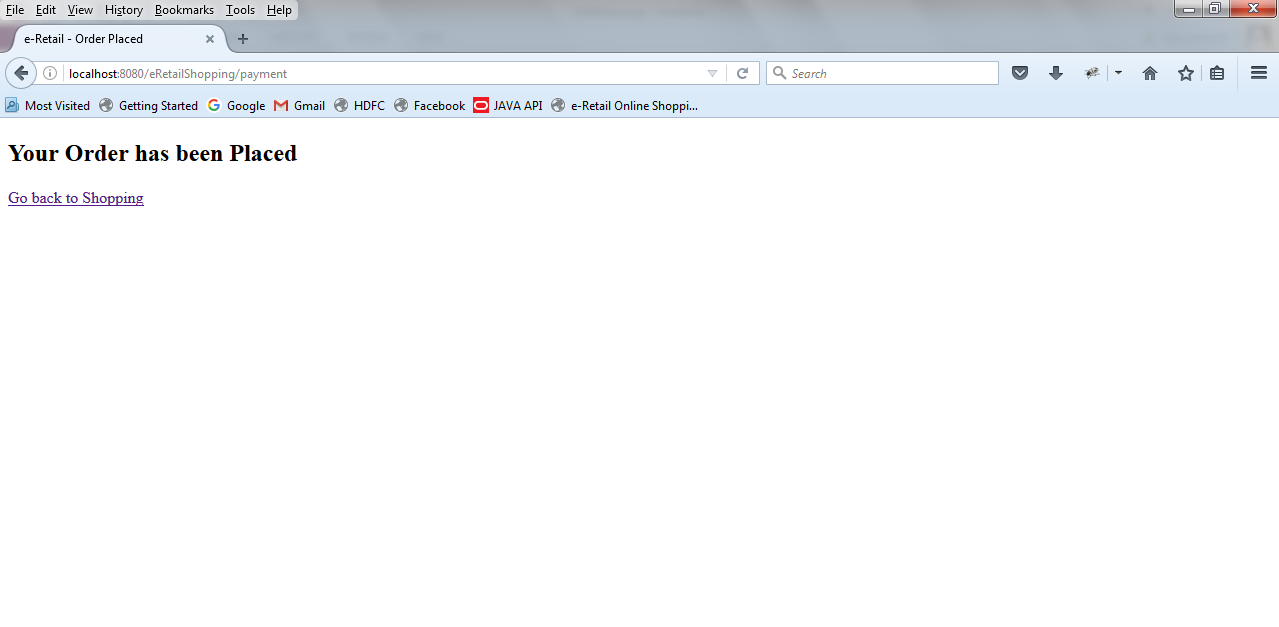 File Edit View History Bookmarks Tools Help
e-Retail - Order Placed
localhost:8080/eRetailShopping/payment Search
Most Visited Getting Started Google Gmail HDFC Facebook JAVA API e-Retail Online Shoppi...
Your Order has been Placed
Go back to Shopping